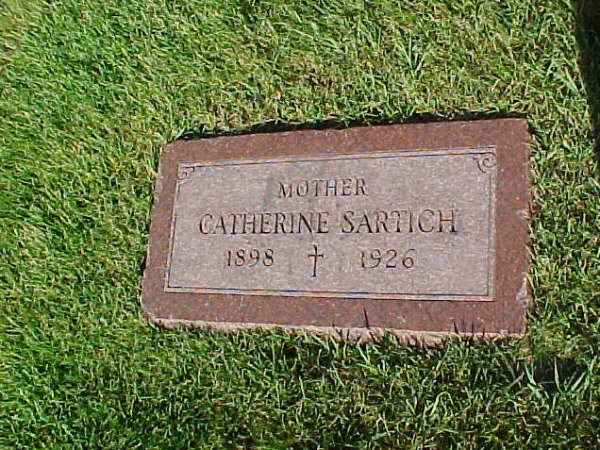 MOTHER
CATHERINE SARTICH
1898 † 1926